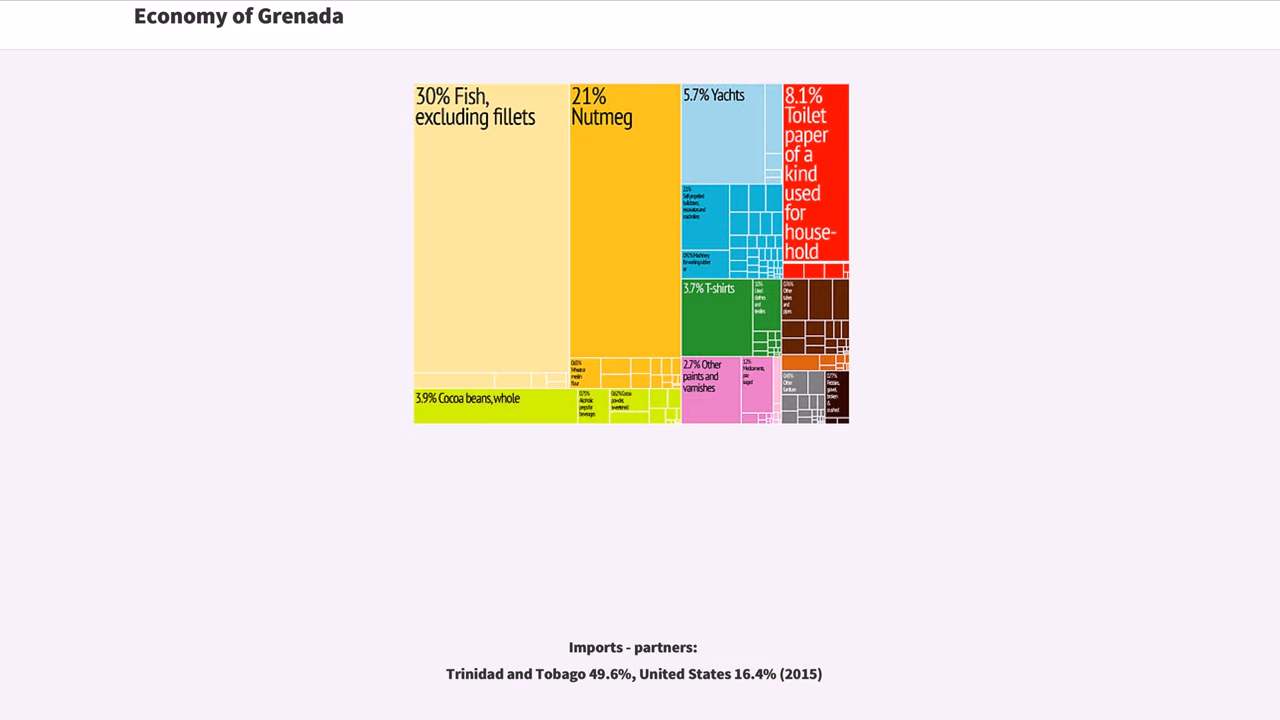 Economy of Grenada
30% Fish,
excluding fillets
21%
Nutmeg
5.7% Yachts
8.1%
Toilet
paper
of a
kind
used
for
house-
hold
3.7% T-shirts
2.7% Other
paints and
varnishes
3.9% Cocoa beans, whole
Imports - partners:
Trinidad and Tobago 49.6%, United States 16.4% (2015)